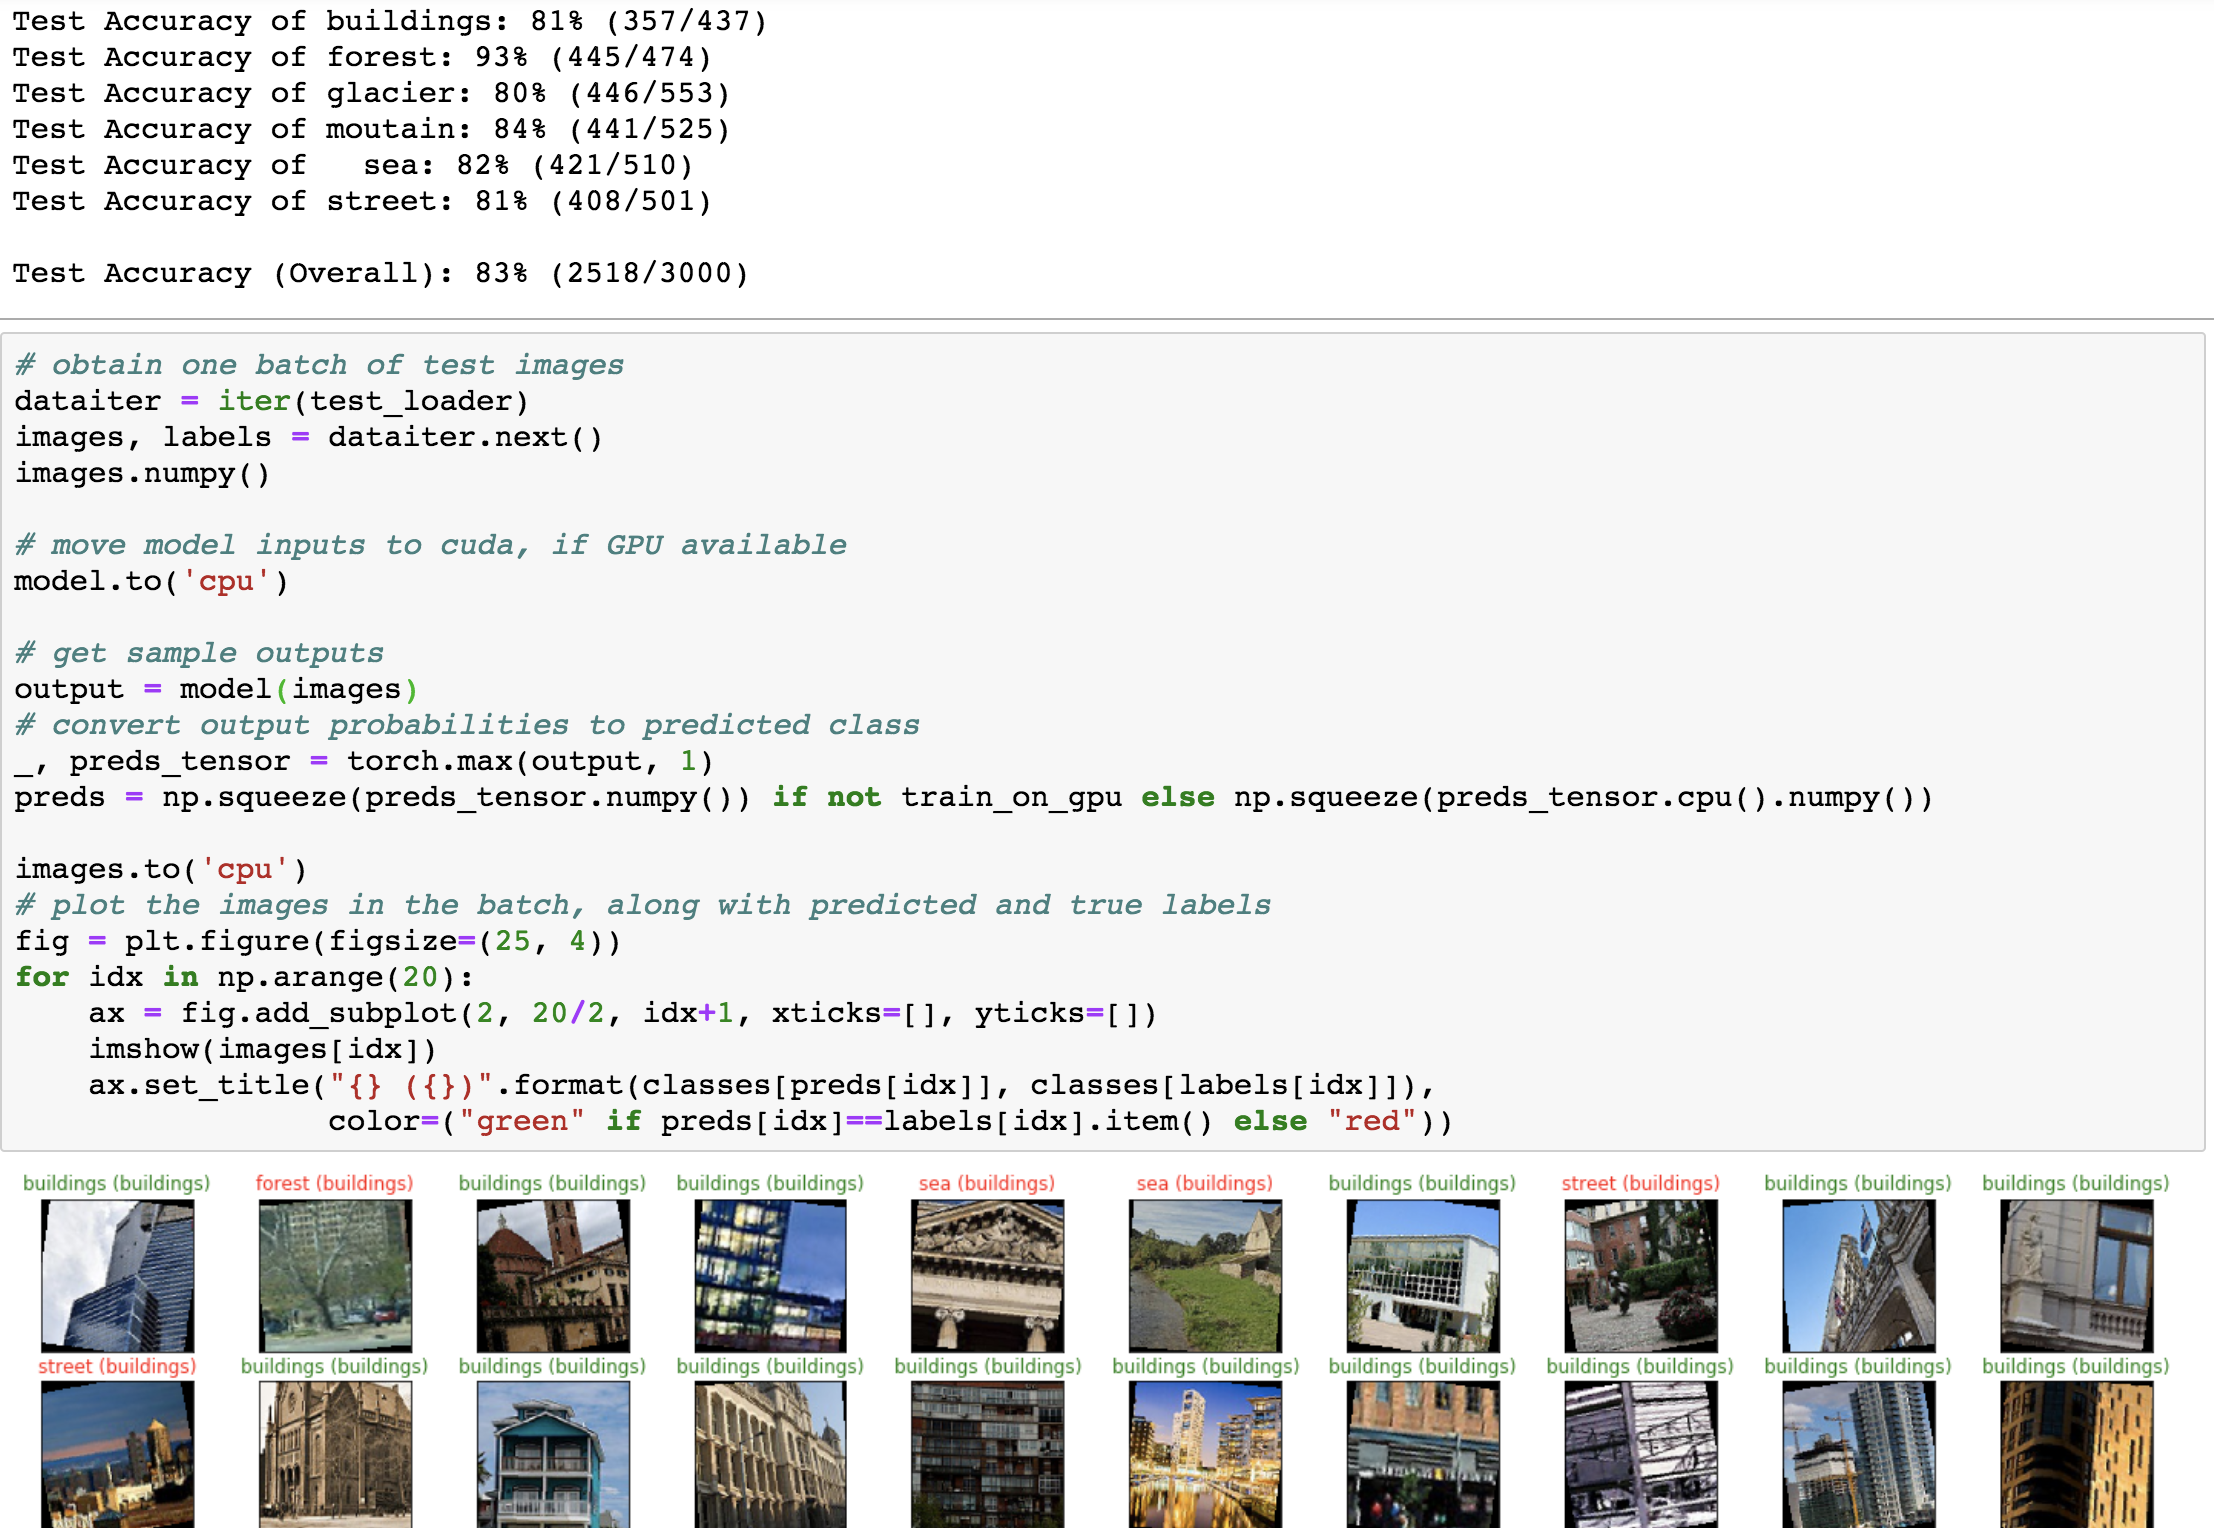 Test Accuracy of buildings: 81% (357/437)
Test Accuracy of forest: 93% (445/474)
Test Accuracy of glacier: 80% (446/553)
Test Accuracy of moutain: 84% (441/525)
Test Accuracy of   sea: 82% (421/510)
Test Accuracy of street: 81% (408/501)

Test Accuracy (Overall): 83% (2518/3000)

# obtain one batch of test images
dataiter = iter(test_loader)
images, labels = dataiter.next()
images.numpy()

# move model inputs to cuda, if GPU available
model.to('cpu')

# get sample outputs
output = model(images)
# convert output probabilities to predicted class
_, preds_tensor = torch.max(output, 1)
preds = np.squeeze(preds_tensor.numpy()) if not train_on_gpu else np.squeeze(preds_tensor.cpu().numpy())

images.to('cpu')
# plot the images in the batch, along with predicted and true labels
fig = plt.figure(figsize=(25, 4))
for idx in np.arange(20):
    ax = fig.add_subplot(2, 20/2, idx+1, xticks=[], yticks=[])
    imshow(images[idx])
    ax.set_title("{} ({})".format(classes[preds[idx]], classes[labels[idx]]),
                 color=("green" if preds[idx]==labels[idx].item() else "red"))

buildings (buildings) forest (buildings) buildings (buildings) buildings (buildings) sea (buildings) sea (buildings) buildings (buildings) street (buildings) buildings (buildings) buildings (buildings)
street (buildings) buildings (buildings) buildings (buildings) buildings (buildings) buildings (buildings) buildings (buildings) buildings (buildings) buildings (buildings) buildings (buildings) buildings (buildings)